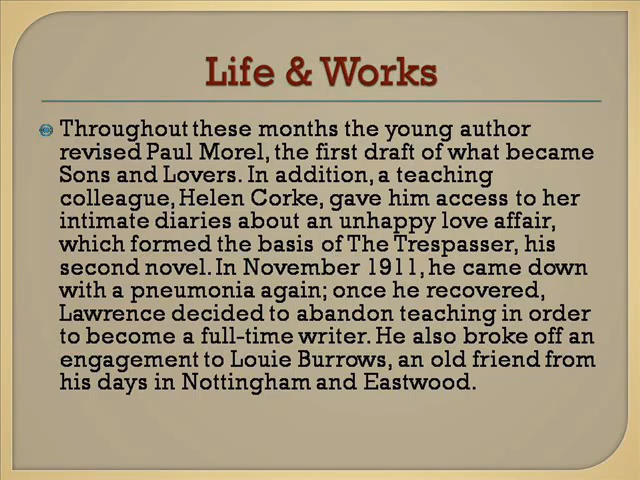 Life & Works
Throughout these months the young author
revised Paul Morel, the first draft of what became
Sons and Lovers. In addition, a teaching
colleague, Helen Corke, gave him access to her
intimate diaries about an unhappy love affair,
which formed the basis of The Trespasser, his
second novel. In November 1911, he came down
with a pneumonia again; once he recovered,
Lawrence decided to abandon teaching in order
to become a full-time writer. He also broke off an
engagement to Louie Burrows, an old friend from
his days in Nottingham and Eastwood.